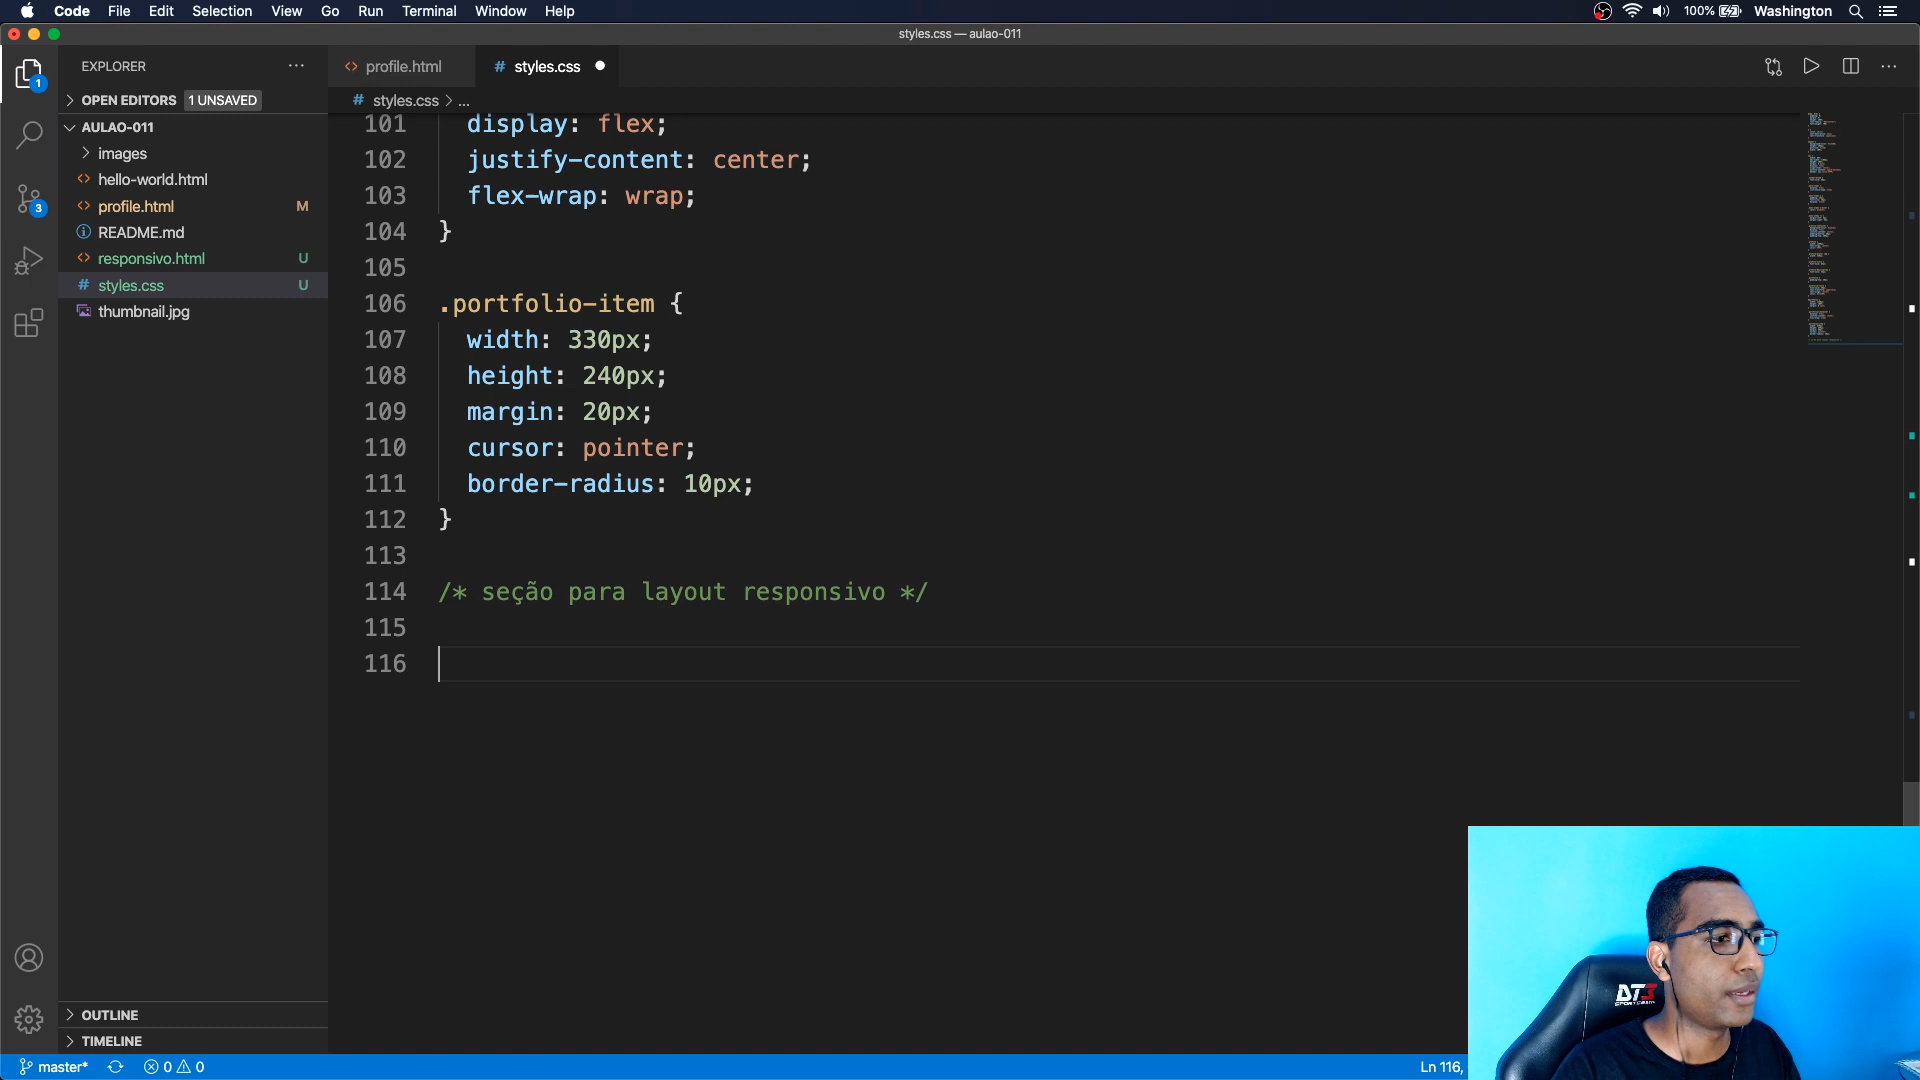 Code File Edit Selection View Go Run Terminal Window Help 100% Washington
styles.css — aulao-011
EXPLORER
profile.html
styles.css
OPEN EDITORS 1 UNSAVED
styles.css > ...
AULAO-011
images
hello-world.html
profile.html M
README.md
responsivo.html U
styles.css U
thumbnail.jpg
1
3
101 display: flex;
102 justify-content: center;
103 flex-wrap: wrap;
104 }
105
106 .portfolio-item {
107 width: 330px;
108 height: 240px;
109 margin: 20px;
110 cursor: pointer;
111 border-radius: 10px;
112 }
113
114 /* seção para layout responsivo */
115
116
OUTLINE
TIMELINE
master* 0 0 Ln 116,
DT3